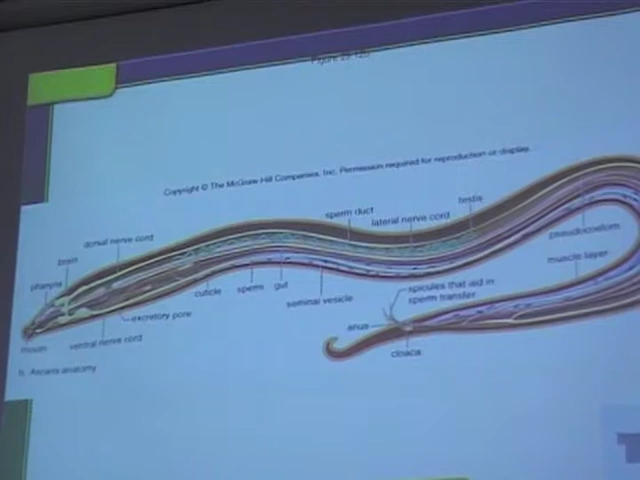 Copyright © The McGraw-Hill Companies, Inc. Permission required for reproduction or display.
testis
sperm duct
lateral nerve cord
dorsal nerve cord
pseudocoelom
brain
muscle layer
pharynx
spicules that aid in
sperm transfer
cuticle
sperm
gut
seminal vesicle
excretory pore
anus
mouth
ventral nerve cord
cloaca
b. Ascaris anatomy